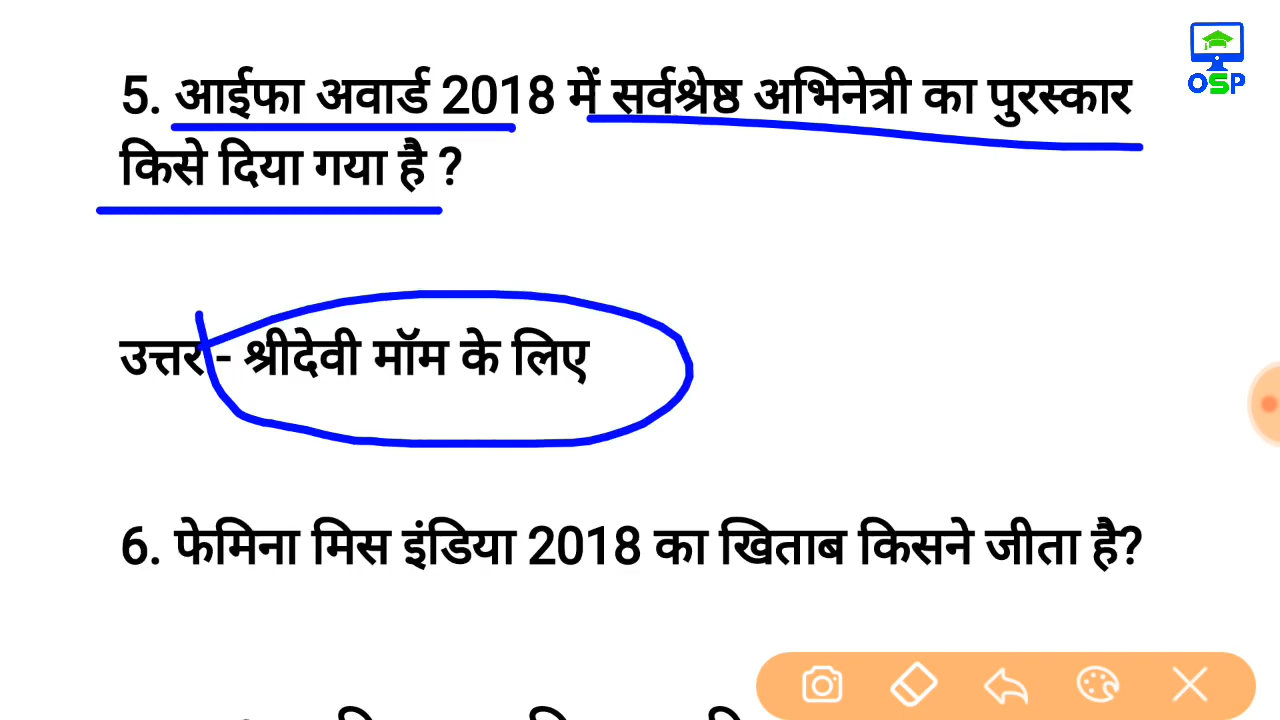 OSP
5. आईफा अवार्ड 2018 में सर्वश्रेष्ठ अभिनेत्री का पुरस्कार
किसे दिया गया है ?
उत्तर - श्रीदेवी मॉम के लिए
6. फेमिना मिस इंडिया 2018 का खिताब किसने जीता है?